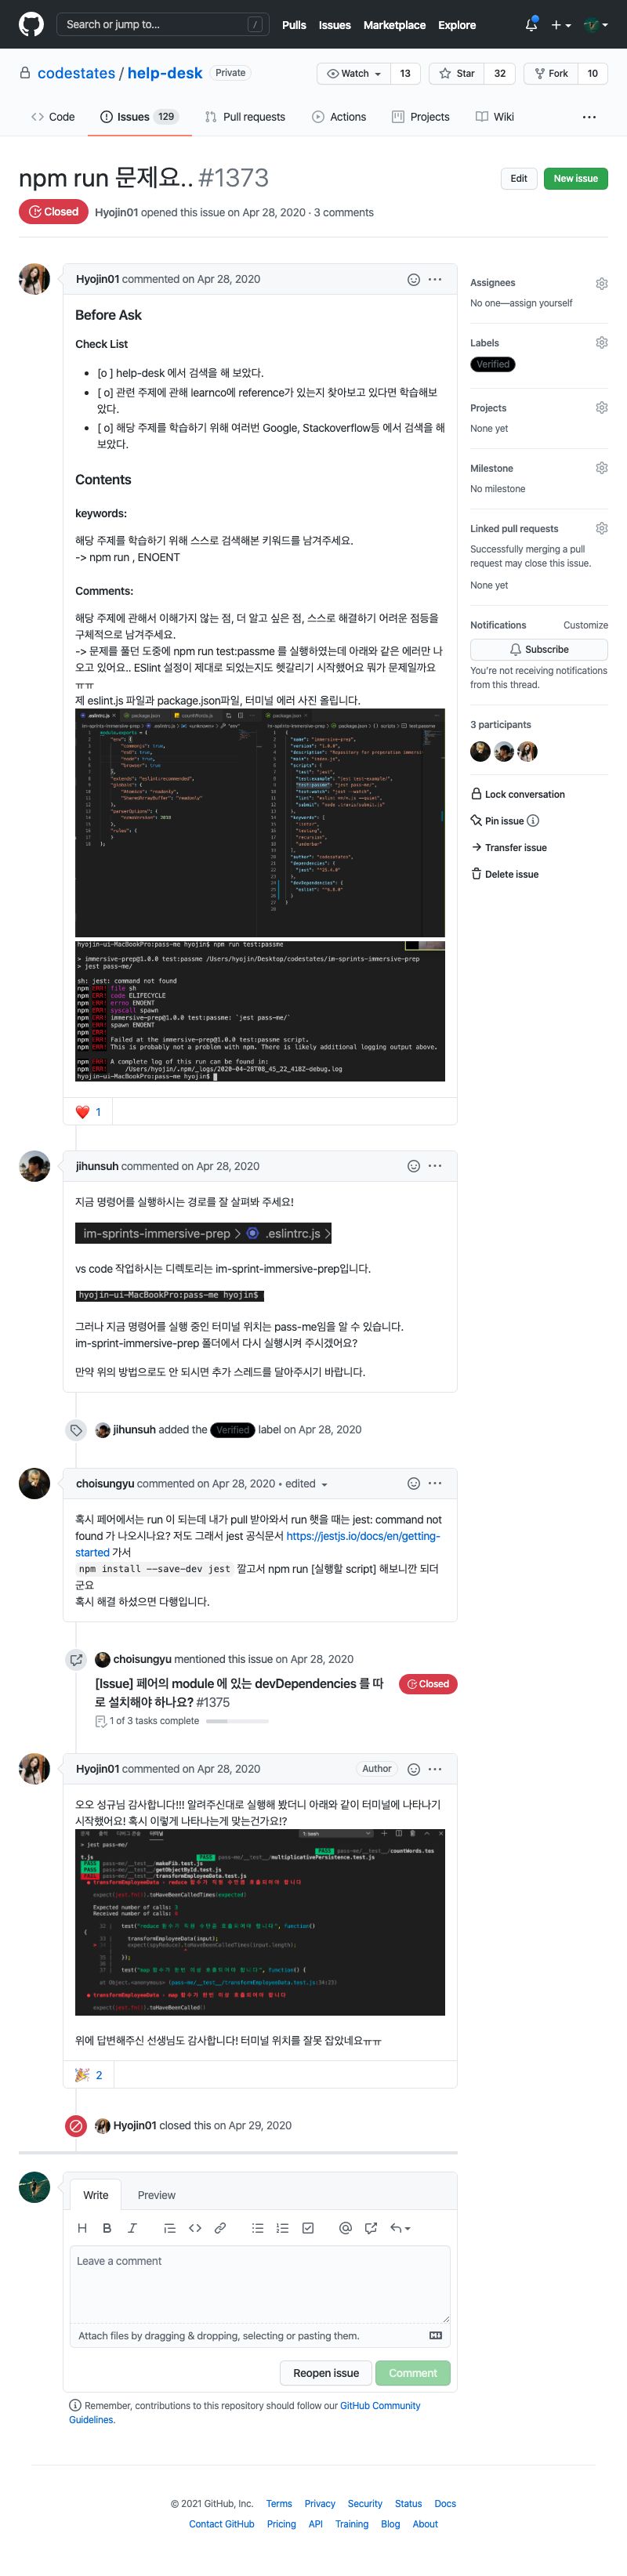 Search or jump to...
/
Pulls
Issues
Marketplace
Explore
codestates / help-desk
Private
Watch
13
Star
32
Fork
10
Code
Issues 129
Pull requests
Actions
Projects
Wiki
npm run 문제요.. #1373
Edit
New issue
Closed
Hyojin01 opened this issue on Apr 28, 2020 · 3 comments
Hyojin01 commented on Apr 28, 2020
Before Ask
Check List
[o ] help-desk 에서 검색을 해 보았다.
[ o] 관련 주제에 관해 learnco에 reference가 있는지 찾아보고 있다면 학습해보
았다.
[ o] 해당 주제를 학습하기 위해 여러번 Google, Stackoverflow등 에서 검색을 해
보았다.
Contents
keywords:
해당 주제를 학습하기 위해 스스로 검색해본 키워드를 남겨주세요.
-> npm run , ENOENT
Comments:
해당 주제에 관해서 이해가지 않는 점, 더 알고 싶은 점, 스스로 해결하기 어려운 점등을
구체적으로 남겨주세요.
-> 문제를 풀던 도중에 npm run test:passme 를 실행하였는데 아래와 같은 에러만 나
오고 있어요.. ESlint 설정이 제대로 되었는지도 헷갈리기 시작했어요 뭐가 문제일까요
ㅠㅠ
제 eslint.js 파일과 package.json파일, 터미널 에러 사진 올립니다.
hyojin-ui-MacBookPro:pass-me hyojin$ npm run test:passme
> immersive-prep@1.0.0 test:passme /Users/hyojin/Desktop/codestates/im-sprints-immersive-prep
> jest pass-me/
sh: jest: command not found
npm ERR! file sh
npm ERR! code ELIFECYCLE
npm ERR! errno ENOENT
npm ERR! syscall spawn
npm ERR! immersive-prep@1.0.0 test:passme: `jest pass-me/`
npm ERR! spawn ENOENT
npm ERR!
npm ERR! Failed at the immersive-prep@1.0.0 test:passme script.
npm ERR! This is probably not a problem with npm. There is likely additional logging output above.
npm ERR! A complete log of this run can be found in:
npm ERR! /Users/hyojin/.npm/_logs/2020-04-28T08_45_22_418Z-debug.log
hyojin-ui-MacBookPro:pass-me hyojin$
1
Assignees
No one—assign yourself
Labels
Verified
Projects
None yet
Milestone
No milestone
Linked pull requests
Successfully merging a pull
request may close this issue.
None yet
Notifications
Customize
Subscribe
You're not receiving notifications
from this thread.
3 participants
Lock conversation
Pin issue
Transfer issue
Delete issue
jihunsuh commented on Apr 28, 2020
지금 명령어를 실행하시는 경로를 잘 살펴봐 주세요!
im-sprints-immersive-prep > .eslintrc.js >
vs code 작업하시는 디렉토리는 im-sprint-immersive-prep입니다.
hyojin-ui-MacBookPro:pass-me hyojin$
그러나 지금 명령어를 실행 중인 터미널 위치는 pass-me임을 알 수 있습니다.
im-sprint-immersive-prep 폴더에서 다시 실행시켜 주시겠어요?
만약 위의 방법으로도 안 되시면 추가 스레드를 달아주시기 바랍니다.
jihunsuh added the Verified label on Apr 28, 2020
choisungyu commented on Apr 28, 2020 • edited
혹시 페어에서는 run 이 되는데 내가 pull 받아와서 run 했을 때는 jest: command not
found 가 나오시나요? 저도 그래서 jest 공식문서 https://jestjs.io/docs/en/getting-
started 가서
npm install --save-dev jest 깔고서 npm run [실행할 script] 해보니깐 되더
군요
혹시 해결 하셨으면 다행입니다.
choisungyu mentioned this issue on Apr 28, 2020
[Issue] 페어의 module 에 있는 devDependencies 를 따
로 설치해야 하나요? #1375
Closed
1 of 3 tasks complete
Hyojin01 commented on Apr 28, 2020
Author
오오 성규님 감사합니다!!! 알려주신대로 실행해 봤더니 아래와 같이 터미널에 나타나기
시작했어요! 혹시 이렇게 나타나는게 맞는건가요!?
> jest pass-me/
위에 답변해주신 선생님도 감사합니다! 터미널 위치를 잘못 잡았네요ㅠㅠ
2
Hyojin01 closed this on Apr 29, 2020
Write
Preview
Leave a comment
Attach files by dragging & dropping, selecting or pasting them.
Reopen issue
Comment
Remember, contributions to this repository should follow our GitHub Community
Guidelines.
© 2021 GitHub, Inc.
Terms
Privacy
Security
Status
Docs
Contact GitHub
Pricing
API
Training
Blog
About